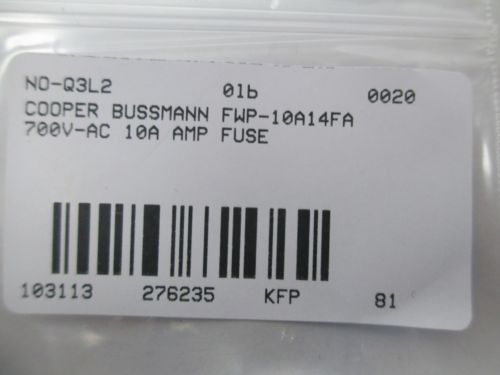 NO-Q3L2 01b 0020
COOPER BUSSMANN FWP-10A14FA
700V-AC 10A AMP FUSE
103113 276235 KFP 81